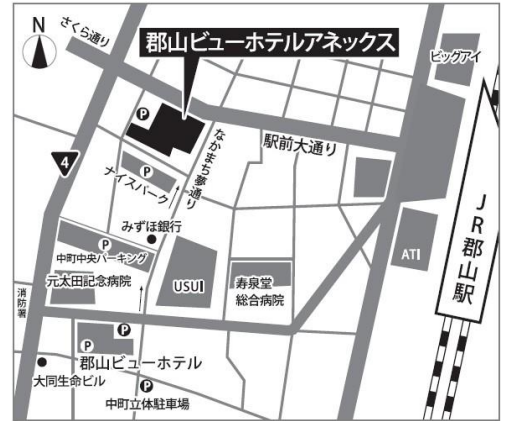 N
さくら通り
郡山ビューホテルアネックス
ビッグアイ
P
なかまち夢通り
駅前大通り
4
P
ナイスパーク
みずほ銀行
JR郡山駅
P
中町中央パーキング
ATI
元太田記念病院
USUI
寿泉堂
総合病院
消防署
P
P
郡山ビューホテル
大同生命ビル
P
中町立体駐車場